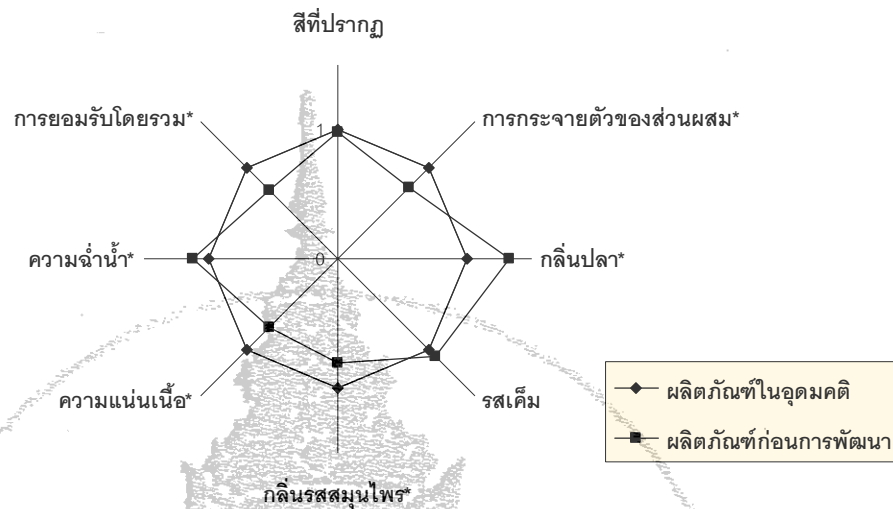 สีที่ปรากฏ
การยอมรับโดยรวม*
1
การกระจายตัวของส่วนผสม*
ความฉ่ำน้ำ*
0
กลิ่นปลา*
ความแน่นเนื้อ*
รสเค็ม
ผลิตภัณฑ์ในอุดมคติ
ผลิตภัณฑ์ก่อนการพัฒนา
กลิ่นรสสมุนไพร*